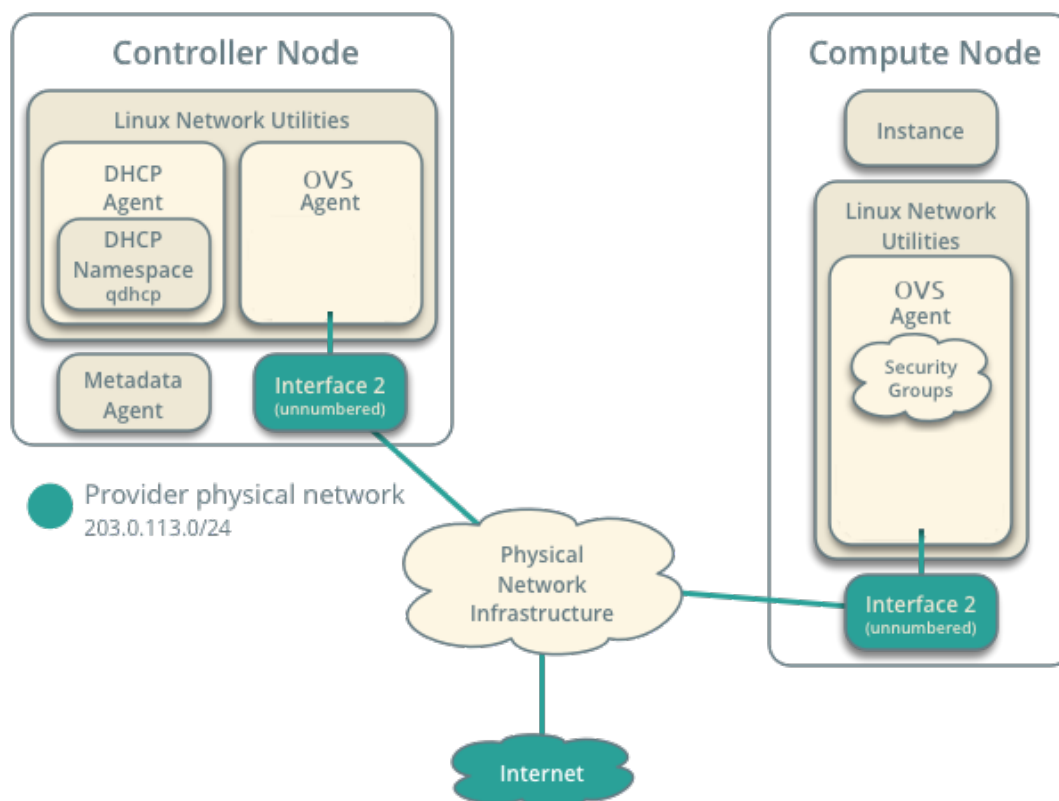 Controller Node
Linux Network Utilities
DHCP
Agent
DHCP
Namespace
qdhcp
OVS
Agent
Metadata
Agent
Interface 2
(unnumbered)
Provider physical network
203.0.113.0/24
Physical
Network
Infrastructure
Internet
Compute Node
Instance
Linux Network
Utilities
OVS
Agent
Security
Groups
Interface 2
(unnumbered)